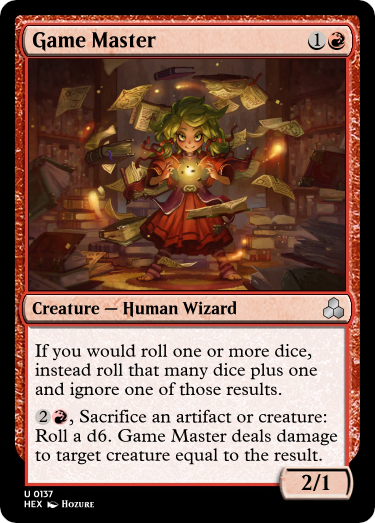 Game Master 1
Creature — Human Wizard
If you would roll one or more dice,
instead roll that many dice plus one
and ignore one of those results.
2, Sacrifice an artifact or creature:
Roll a d6. Game Master deals damage
to target creature equal to the result.
2/1
U 0137
HEX Hozure